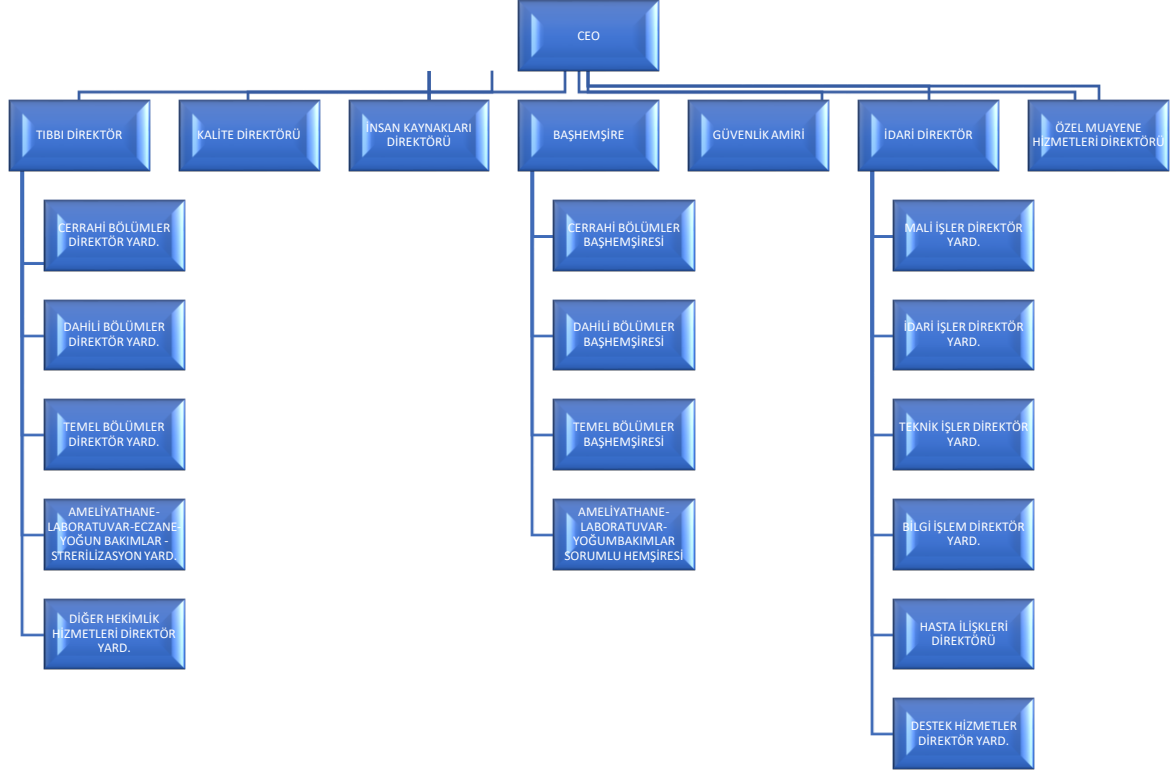 CEO
TIBBI DİREKTÖR
KALİTE DİREKTÖRÜ
İNSAN KAYNAKLARI
DİREKTÖRÜ
BAŞHEMŞİRE
GÜVENLİK AMİRİ
İDARİ DİREKTÖR
ÖZEL MUAYENE
HİZMETLERİ DİREKTÖRÜ
CERRAHİ BÖLÜMLER
DİREKTÖR YARD.
DAHİLİ BÖLÜMLER
DİREKTÖR YARD.
TEMEL BÖLÜMLER
DİREKTÖR YARD.
AMELİYATHANE-
LABORATUVAR-ECZANE-
YOĞUN BAKIMLAR -
STRERİLİZASYON YARD.
DİĞER HEKİMLİK
HİZMETLERİ DİREKTÖR
YARD.
CERRAHİ BÖLÜMLER
BAŞHEMŞİRESİ
DAHİLİ BÖLÜMLER
BAŞHEMŞİRESİ
TEMEL BÖLÜMLER
BAŞHEMŞİRESİ
AMELİYATHANE-
LABORATUVAR-
YOĞUMBAKIMLAR
SORUMLU HEMŞİRESİ
MALİ İŞLER DİREKTÖR
YARD.
İDARİ İŞLER DİREKTÖR
YARD.
TEKNİK İŞLER DİREKTÖR
YARD.
BİLGİ İŞLEM DİREKTÖR
YARD.
HASTA İLİŞKLERİ
DİREKTÖRÜ
DESTEK HİZMETLER
DİREKTÖR YARD.